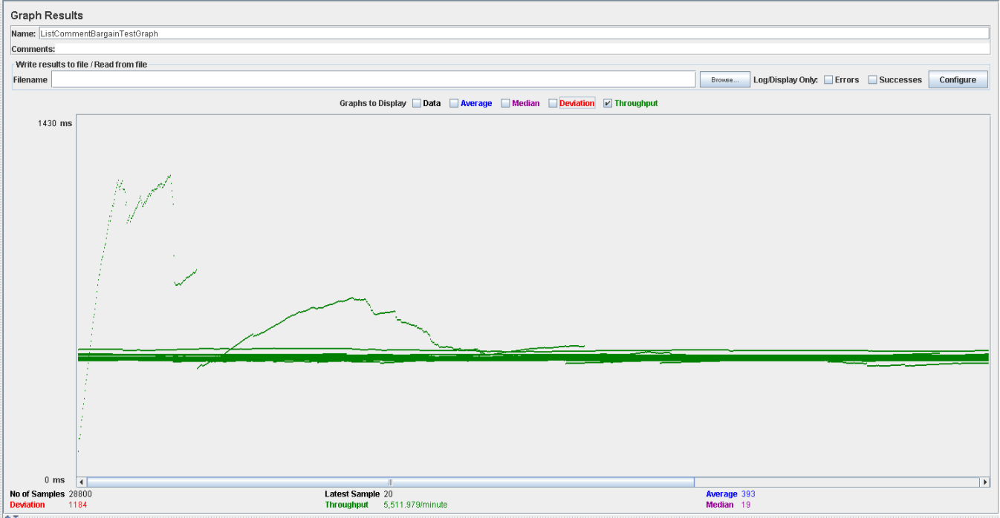 Graph Results
Name: ListCommentBargainTestGraph
Comments:
Write results to file / Read from file
Filename Browse... Log/Display Only: Errors Successes Configure
Graphs to Display Data Average Median Deviation Throughput
1430 ms
0 ms
No of Samples 28800 Latest Sample 20 Average 393
Deviation 1184 Throughput 5,511.979/minute Median 19